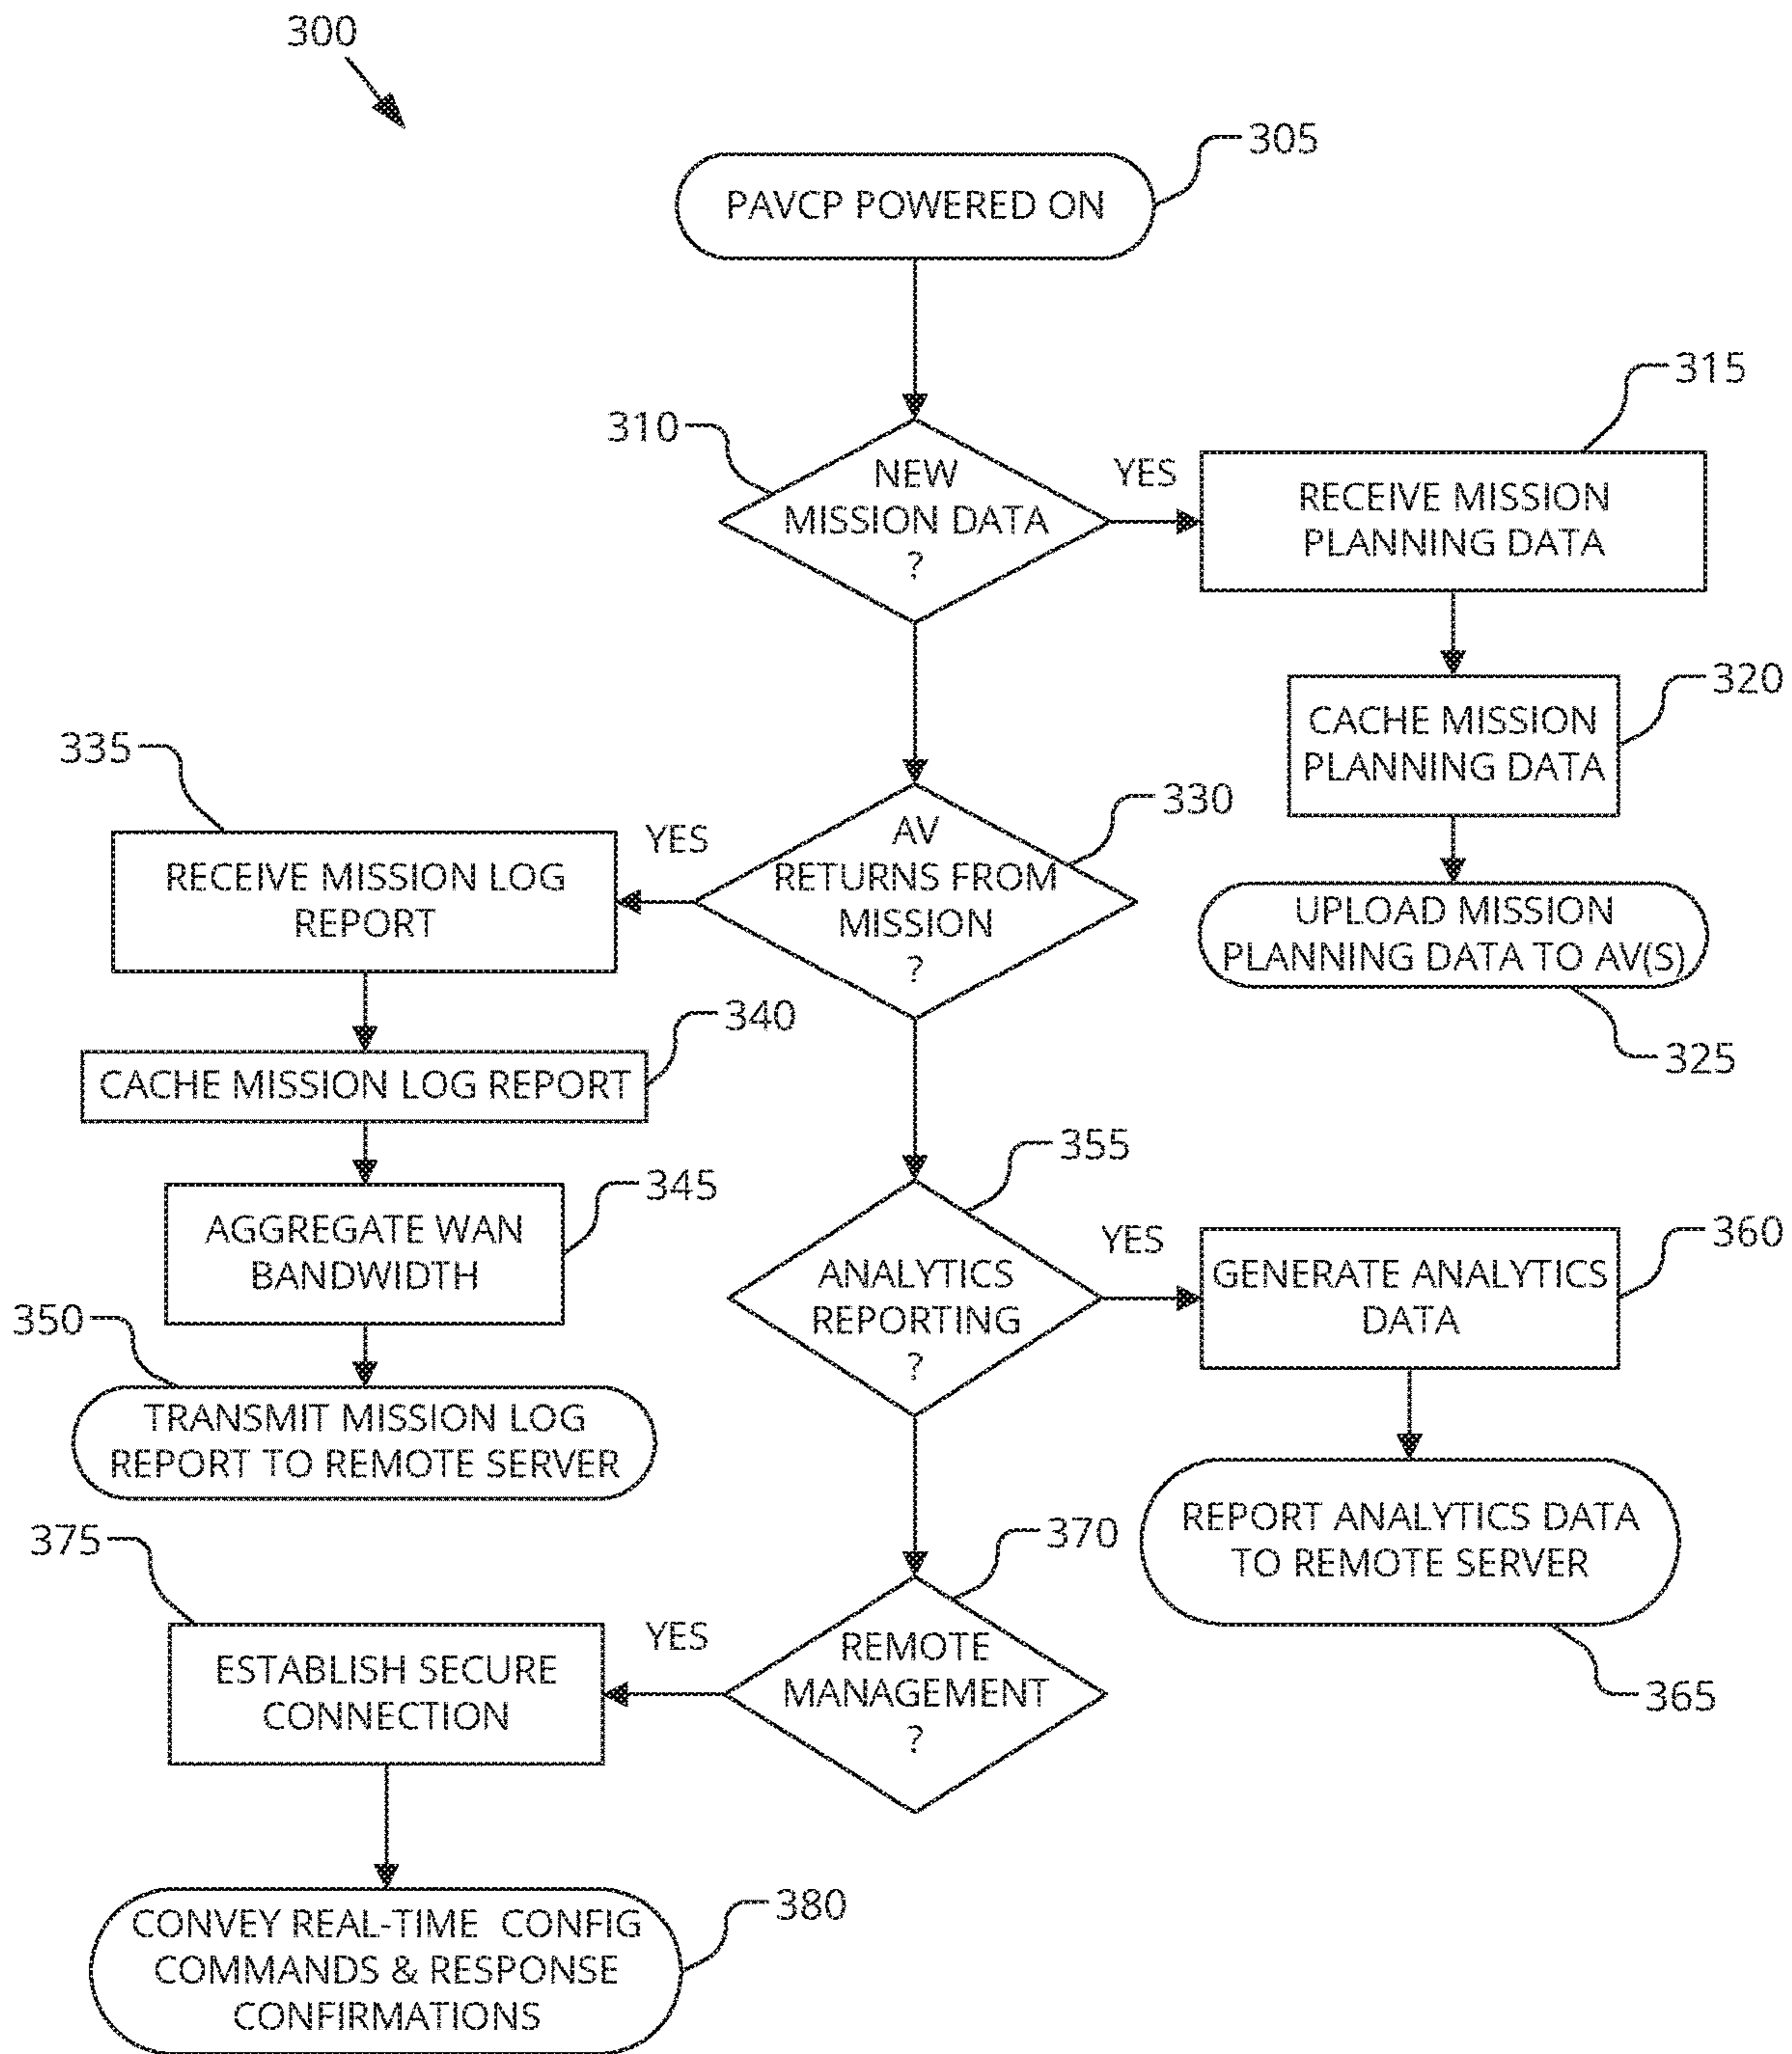 300
305
PAVCP POWERED ON
310
NEW
MISSION DATA
?
YES
315
RECEIVE MISSION
PLANNING DATA
320
CACHE MISSION
PLANNING DATA
UPLOAD MISSION
PLANNING DATA TO AV(S)
325
330
AV
RETURNS FROM
MISSION
?
YES
335
RECEIVE MISSION LOG
REPORT
340
CACHE MISSION LOG REPORT
345
AGGREGATE WAN
BANDWIDTH
350
TRANSMIT MISSION LOG
REPORT TO REMOTE SERVER
355
ANALYTICS
REPORTING
?
YES
360
GENERATE ANALYTICS
DATA
REPORT ANALYTICS DATA
TO REMOTE SERVER
365
370
REMOTE
MANAGEMENT
?
YES
375
ESTABLISH SECURE
CONNECTION
380
CONVEY REAL-TIME CONFIG
COMMANDS & RESPONSE
CONFIRMATIONS